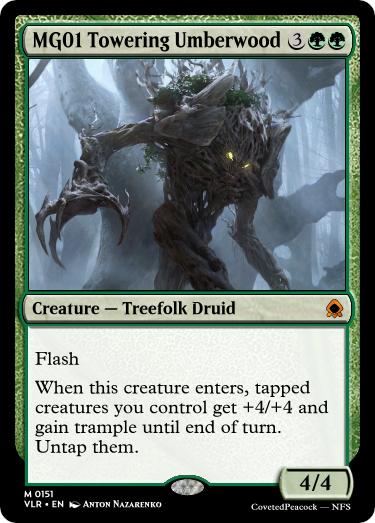 MG01 Towering Umberwood 3
Creature — Treefolk Druid
Flash
When this creature enters, tapped
creatures you control get +4/+4 and
gain trample until end of turn.
Untap them.
4/4
M 0151
VLR • EN Anton Nazarenko
CovetedPeacock — NFS